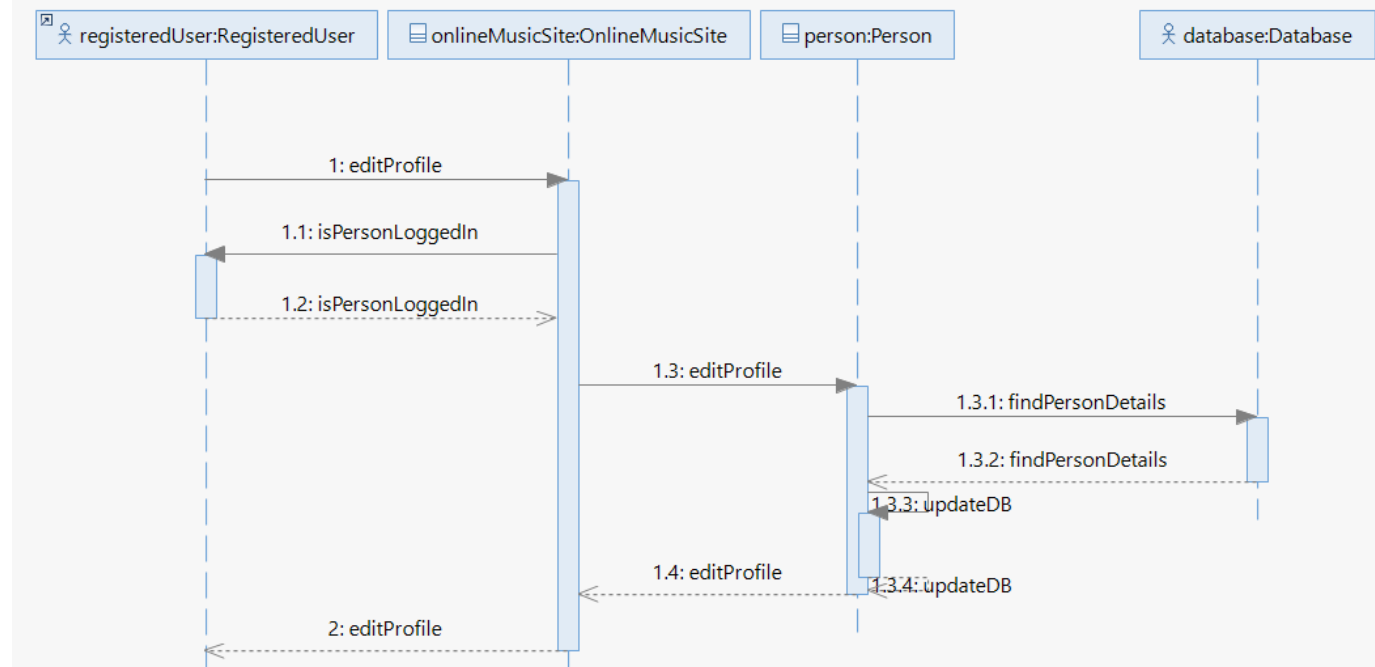 registeredUser:RegisteredUser
onlineMusicSite:OnlineMusicSite
person:Person
database:Database
1: editProfile
1.1: isPersonLoggedIn
1.2: isPersonLoggedIn
1.3: editProfile
1.3.1: findPersonDetails
1.3.2: findPersonDetails
1.3.3: updateDB
1.4: editProfile
1.3.4: updateDB
2: editProfile